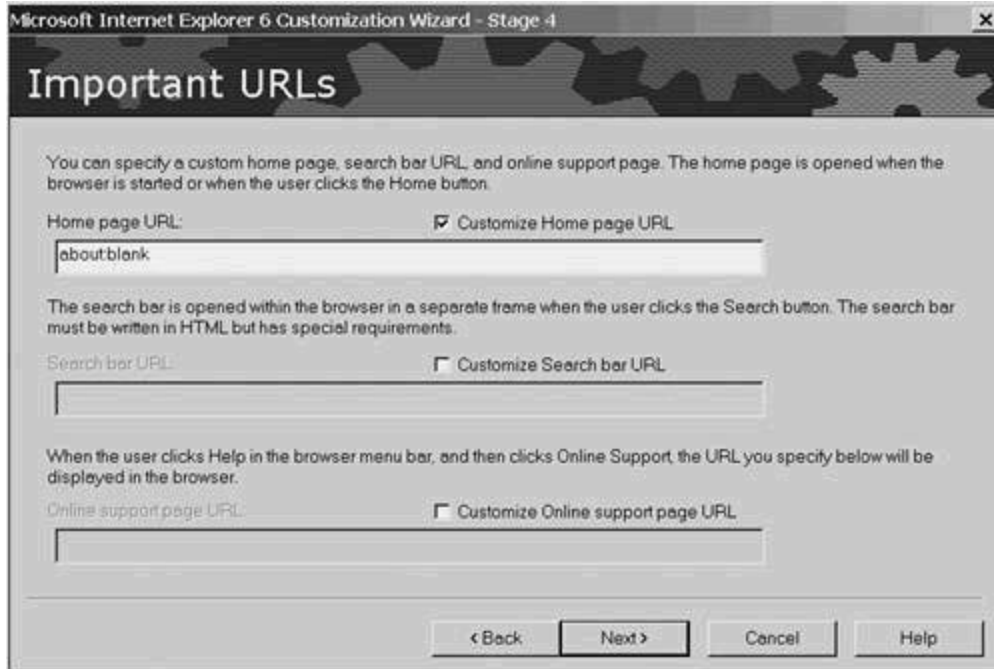 Microsoft Internet Explorer 6 Customization Wizard - Stage 4
Important URLs
You can specify a custom home page, search bar URL, and online support page. The home page is opened when the
browser is started or when the user clicks the Home button.
Home page URL: Customize Home page URL
about:blank
The search bar is opened within the browser in a separate frame when the user clicks the Search button. The search bar
must be written in HTML but has special requirements.
Search bar URL: Customize Search bar URL
When the user clicks Help in the browser menu bar, and then clicks Online Support, the URL you specify below will be
displayed in the browser.
Online support page URL: Customize Online support page URL
< Back Next > Cancel Help